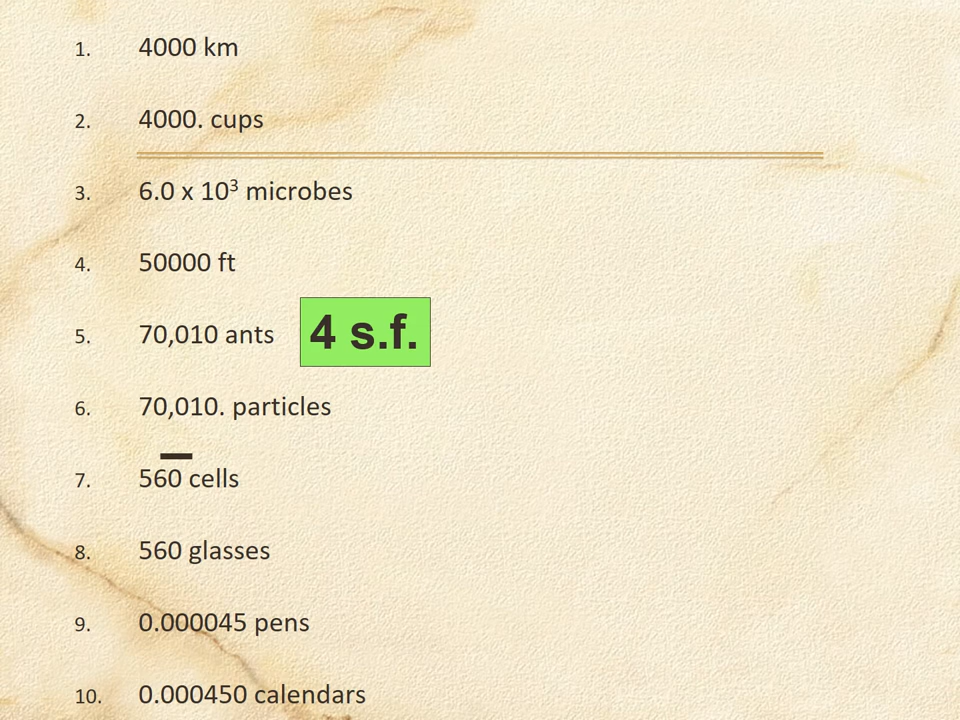 1. 4000 km
2. 4000. cups
3. 6.0 x 10³ microbes
4. 50000 ft
5. 70,010 ants 4 s.f.
6. 70,010. particles
7. 560̅ cells
8. 560 glasses
9. 0.000045 pens
10. 0.000450 calendars